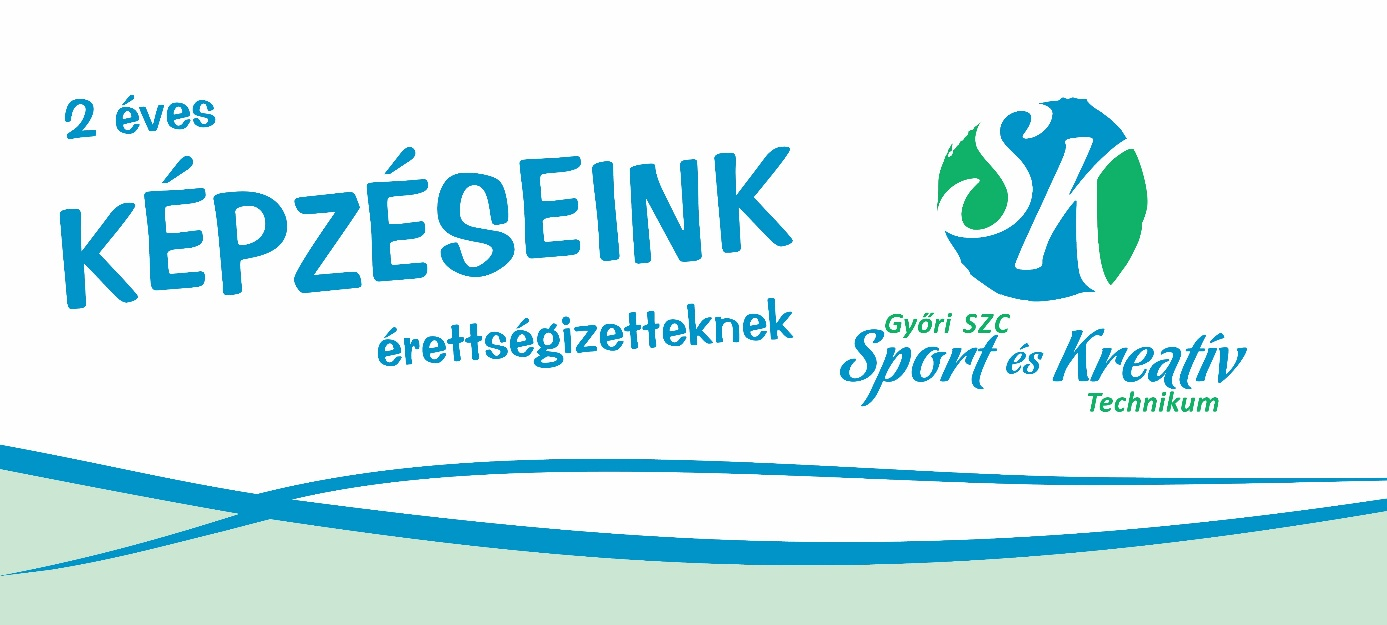 2 éves
KÉPZÉSEINK
érettségizetteknek
SK
Győri SZC
Sport és Kreatív
Technikum